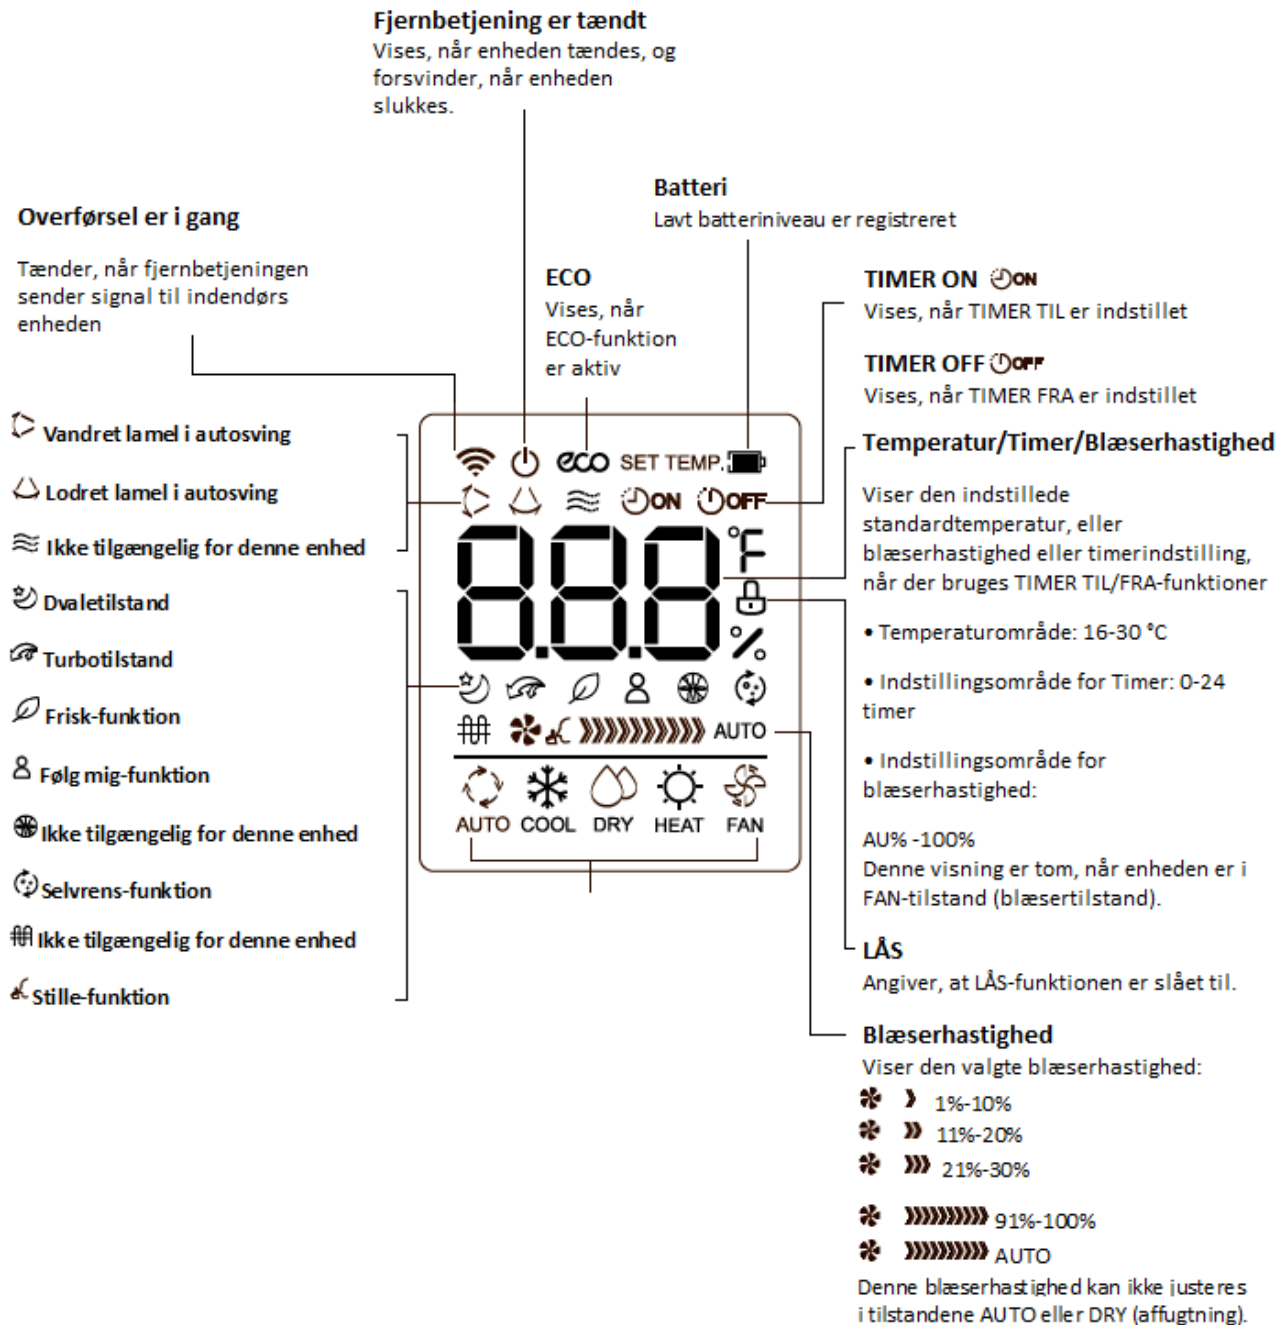 Fjernbetjening er tændt
Vises, når enheden tændes, og
forsvinder, når enheden
slukkes.
Batteri
Lavt batteriniveau er registreret
Overførsel er i gang
Tænder, når fjernbetjeningen
sender signal til indendørs
enheden
ECO
Vises, når
ECO-funktion
er aktiv
TIMER ON ON
Vises, når TIMER TIL er indstillet
TIMER OFF OFF
Vises, når TIMER FRA er indstillet
Vandret lamel i autosving
Lodret lamel i autosving
Ikke tilgængelig for denne enhed
Dvaletilstand
Turbotilstand
Frisk-funktion
Følg mig-funktion
Ikke tilgængelig for denne enhed
Selvrens-funktion
Ikke tilgængelig for denne enhed
Stille-funktion
eco SET TEMP.
ON OFF
8.8.8 °F
%
AUTO
AUTO COOL DRY HEAT FAN
Temperatur/Timer/Blæserhastighed
Viser den indstillede
standardtemperatur, eller
blæserhastighed eller timerindstilling,
når der bruges TIMER TIL/FRA-funktioner
• Temperaturområde: 16-30 °C
• Indstillingsområde for Timer: 0-24
timer
• Indstillingsområde for
blæserhastighed:
AU% -100%
Denne visning er tom, når enheden er i
FAN-tilstand (blæsertilstand).
LÅS
Angiver, at LÅS-funktionen er slået til.
Blæserhastighed
Viser den valgte blæserhastighed:
1%-10%
11%-20%
21%-30%
91%-100%
AUTO
Denne blæserhastighed kan ikke justeres
i tilstandene AUTO eller DRY (affugtning).